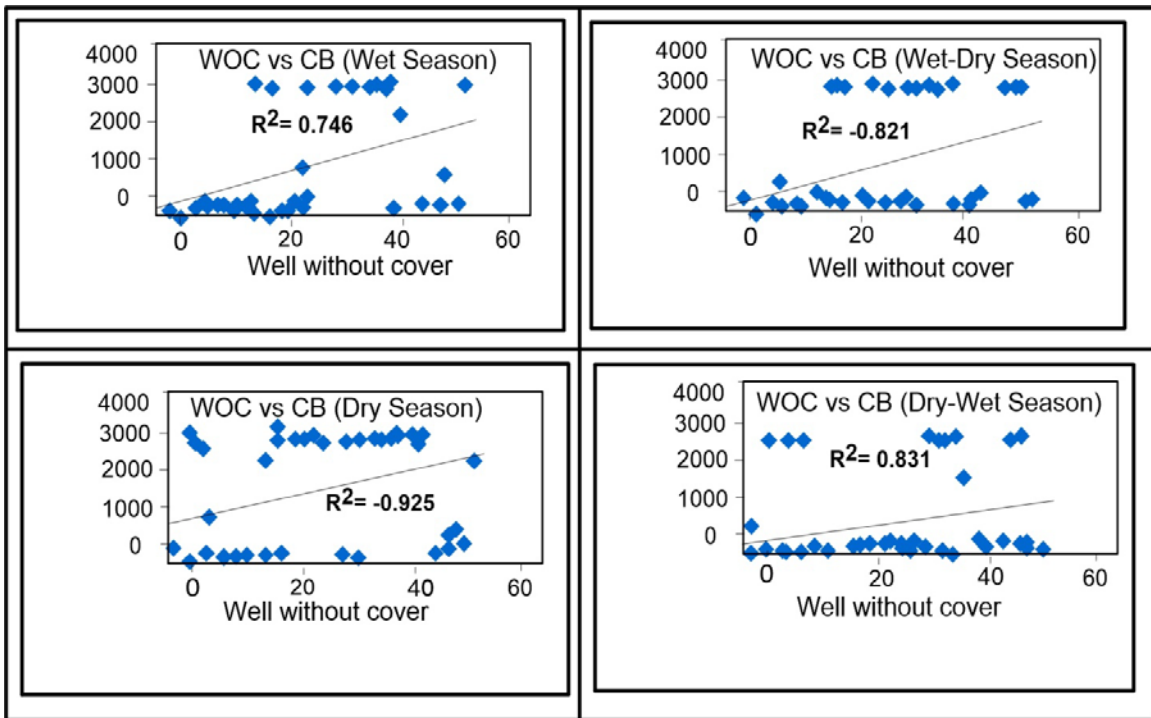 4000
WOC vs CB (Wet Season)
3000
R²= 0.746
2000
1000
0
0 20 40 60
Well without cover
4000
WOC vs CB (Wet-Dry Season)
3000
R²= -0.821
2000
1000
0
0 20 40 60
Well without cover
4000
WOC vs CB (Dry Season)
3000
2000
R²= -0.925
1000
0
0 20 40 60
Well without cover
4000
WOC vs CB (Dry-Wet Season)
3000
R²= 0.831
2000
1000
0
0 20 40 60
Well without cover